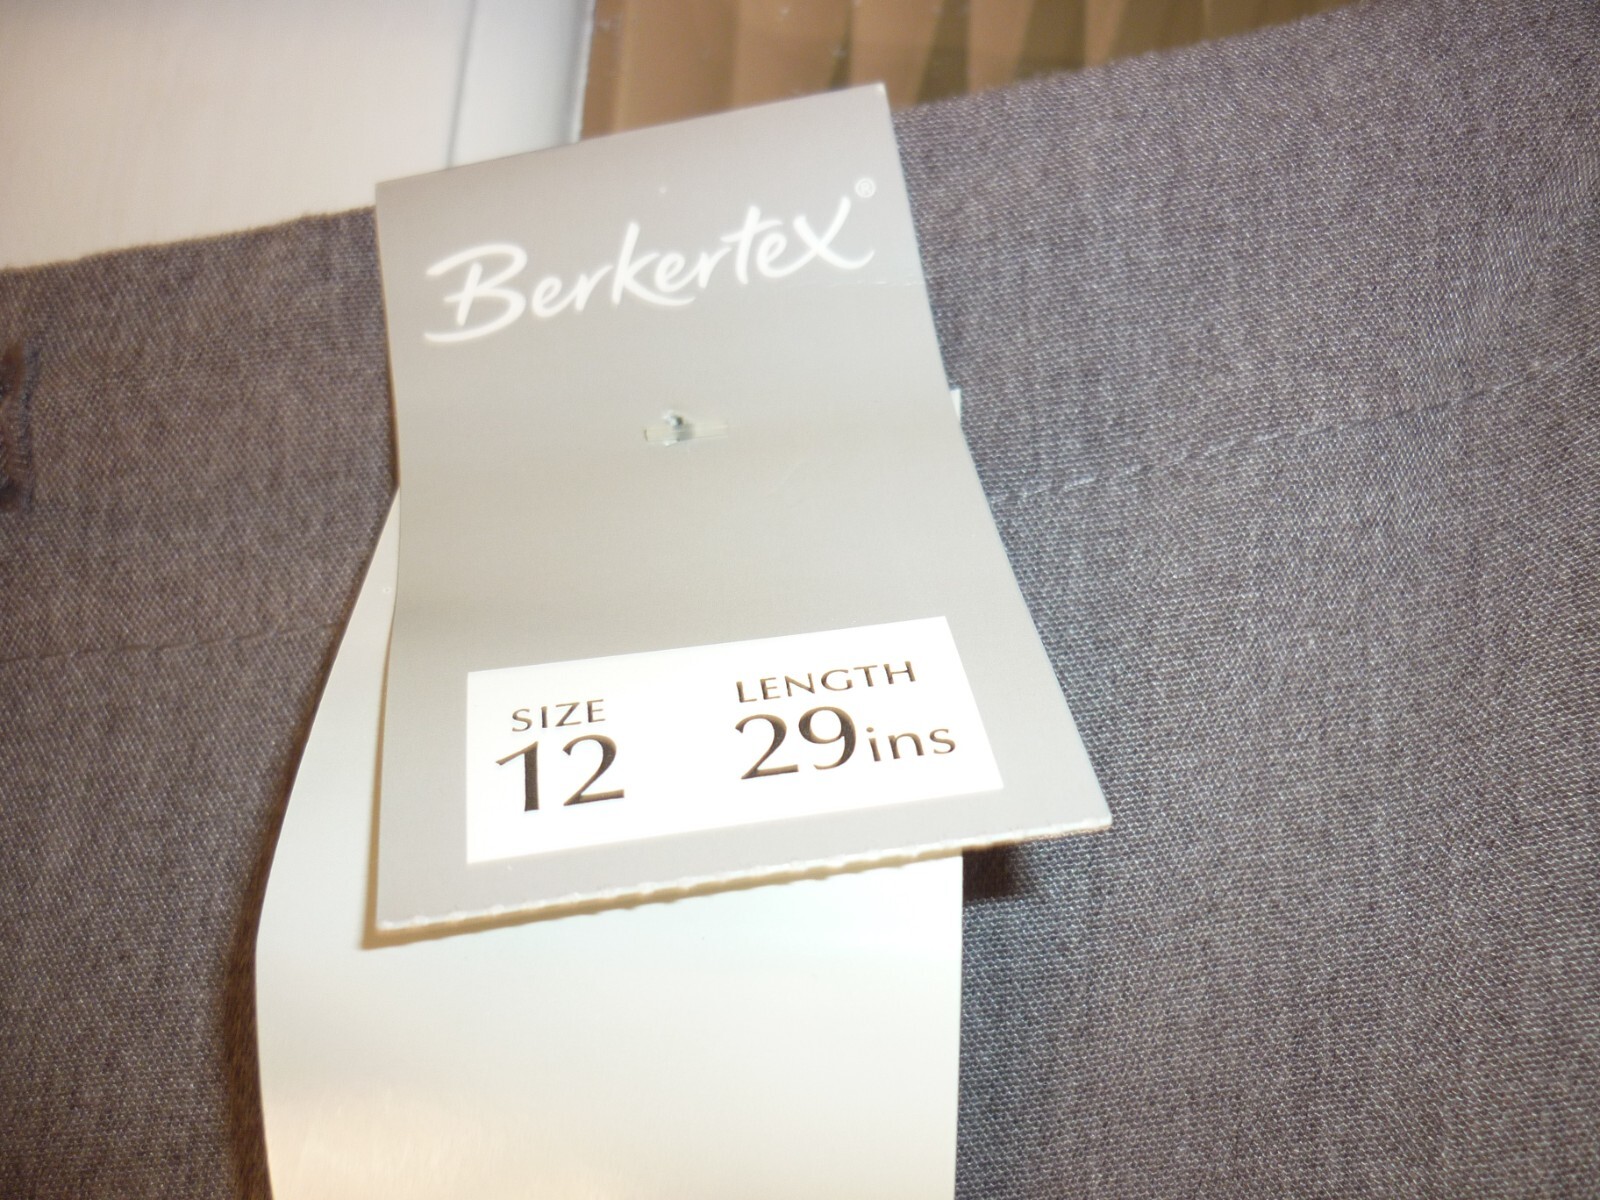 Berkertex®
SIZE LENGTH
12 29ins